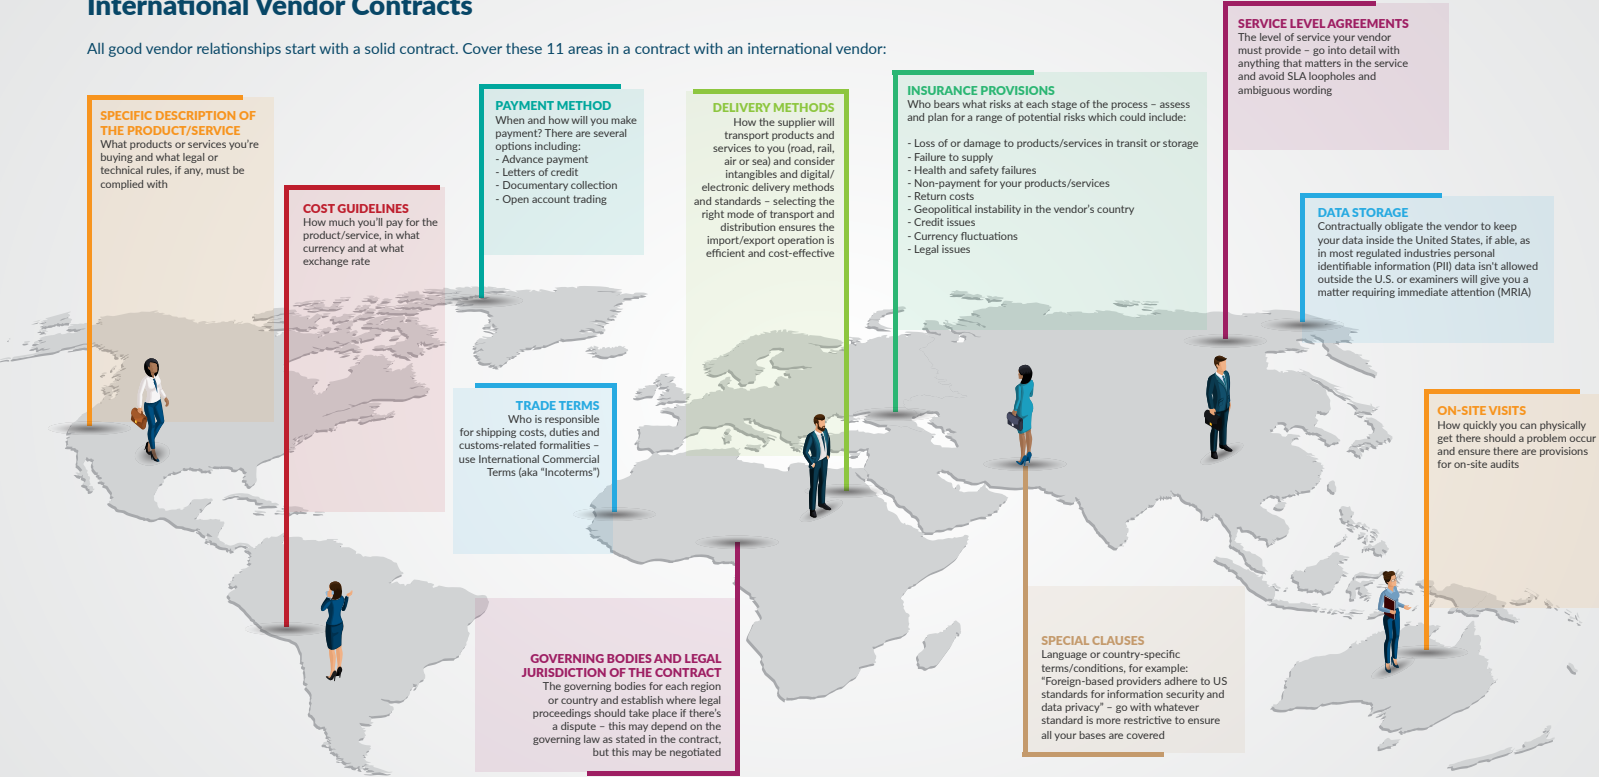 International Vendor Contracts
All good vendor relationships start with a solid contract. Cover these 11 areas in a contract with an international vendor:
SPECIFIC DESCRIPTION OF
THE PRODUCT/SERVICE
What products or services you're
buying and what legal or
technical rules, if any, must be
complied with
COST GUIDELINES
How much you'll pay for the
product/service, in what
currency and at what
exchange rate
PAYMENT METHOD
When and how will you make
payment? There are several
options including:
- Advance payment
- Letters of credit
- Documentary collection
- Open account trading
TRADE TERMS
Who is responsible
for shipping costs, duties and
customs-related formalities –
use International Commercial
Terms (aka “Incoterms”)
DELIVERY METHODS
How the supplier will
transport products and
services to you (road, rail,
air or sea) and consider
intangibles and digital/
electronic delivery methods
and standards – selecting the
right mode of transport and
distribution ensures the
import/export operation is
efficient and cost-effective
GOVERNING BODIES AND LEGAL
JURISDICTION OF THE CONTRACT
The governing bodies for each region
or country and establish where legal
proceedings should take place if there's
a dispute – this may depend on the
governing law as stated in the contract,
but this may be negotiated
INSURANCE PROVISIONS
Who bears what risks at each stage of the process – assess
and plan for a range of potential risks which could include:
- Loss of or damage to products/services in transit or storage
- Failure to supply
- Health and safety failures
- Non-payment for your products/services
- Return costs
- Geopolitical instability in the vendor's country
- Credit issues
- Currency fluctuations
- Legal issues
SPECIAL CLAUSES
Language or country-specific
terms/conditions, for example:
“Foreign-based providers adhere to US
standards for information security and
data privacy” – go with whatever
standard is more restrictive to ensure
all your bases are covered
SERVICE LEVEL AGREEMENTS
The level of service your vendor
must provide – go into detail with
anything that matters in the service
and avoid SLA loopholes and
ambiguous wording
DATA STORAGE
Contractually obligate the vendor to keep
your data inside the United States, if able, as
in most regulated industries personal
identifiable information (PII) data isn't allowed
outside the U.S. or examiners will give you a
matter requiring immediate attention (MRIA)
ON-SITE VISITS
How quickly you can physically
get there should a problem occur
and ensure there are provisions
for on-site audits